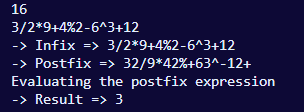 16
3/2*9+4%2-6^3+12
-> Infix => 3/2*9+4%2-6^3+12
-> Postfix => 32/9*42%+63^-12+
Evaluating the postfix expression
-> Result => 3